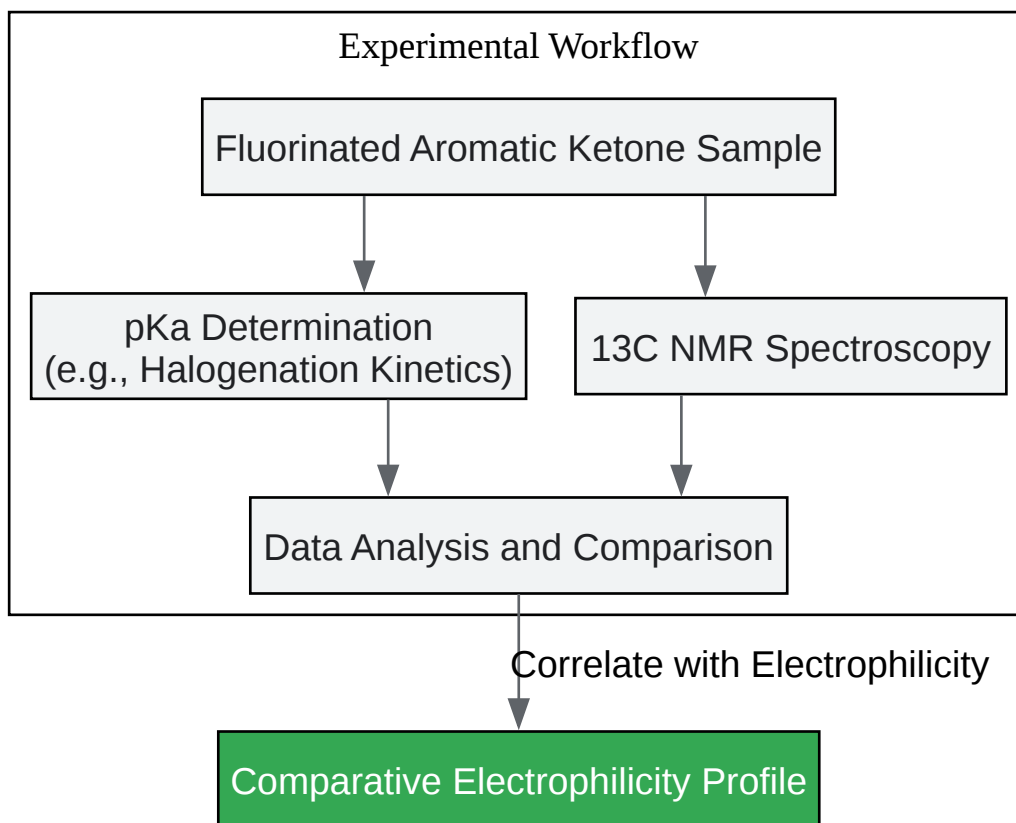 Experimental Workflow
Fluorinated Aromatic Ketone Sample
pKa Determination
(e.g., Halogenation Kinetics)
13C NMR Spectroscopy
Data Analysis and Comparison
Correlate with Electrophilicity
Comparative Electrophilicity Profile